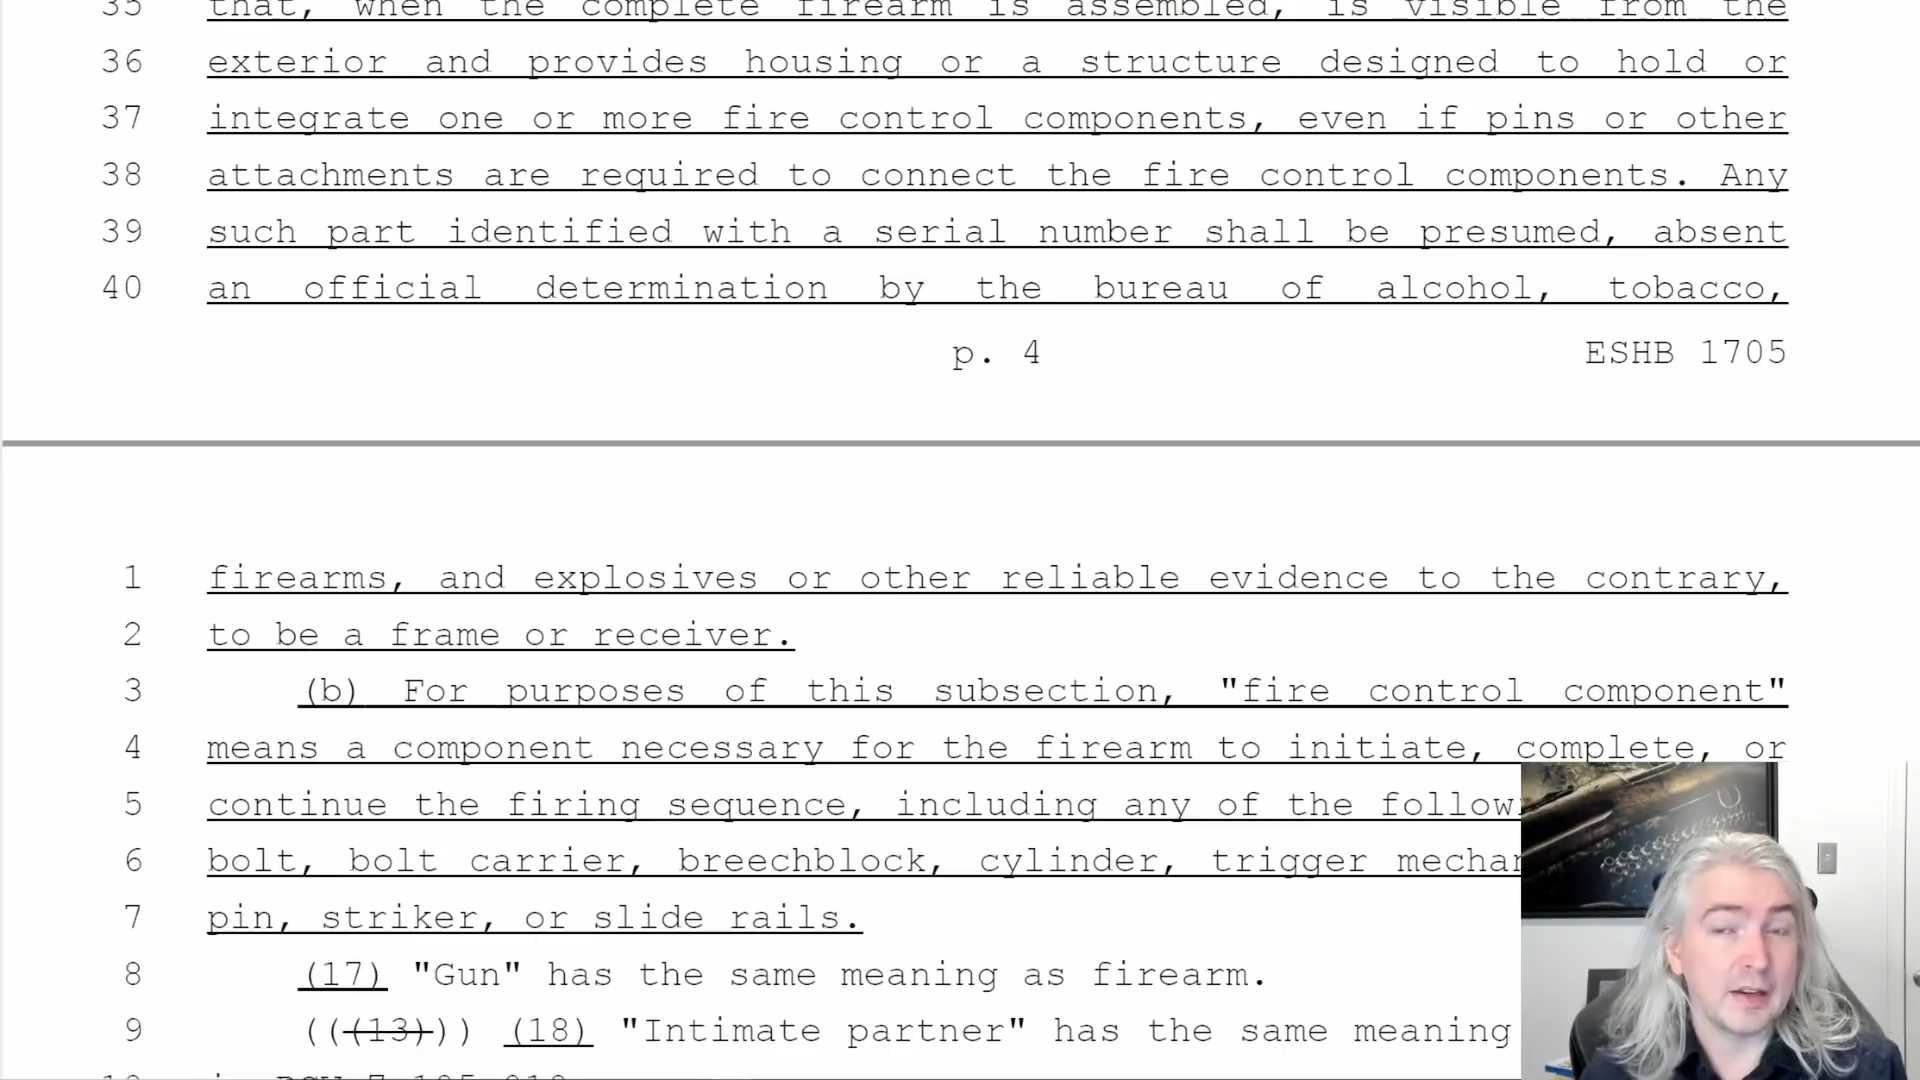 35 that, when the complete firearm is assembled, is visible from the
36 exterior and provides housing or a structure designed to hold or
37 integrate one or more fire control components, even if pins or other
38 attachments are required to connect the fire control components. Any
39 such part identified with a serial number shall be presumed, absent
40 an official determination by the bureau of alcohol, tobacco,
p. 4 ESHB 1705
1 firearms, and explosives or other reliable evidence to the contrary,
2 to be a frame or receiver.
3 (b) For purposes of this subsection, "fire control component"
4 means a component necessary for the firearm to initiate, complete, or
5 continue the firing sequence, including any of the
6 bolt, bolt carrier, breechblock, cylinder, trigger
7 pin, striker, or slide rails.
8 (17) "Gun" has the same meaning as firearm.
9 (((13))) (18) "Intimate partner" has the same meaning